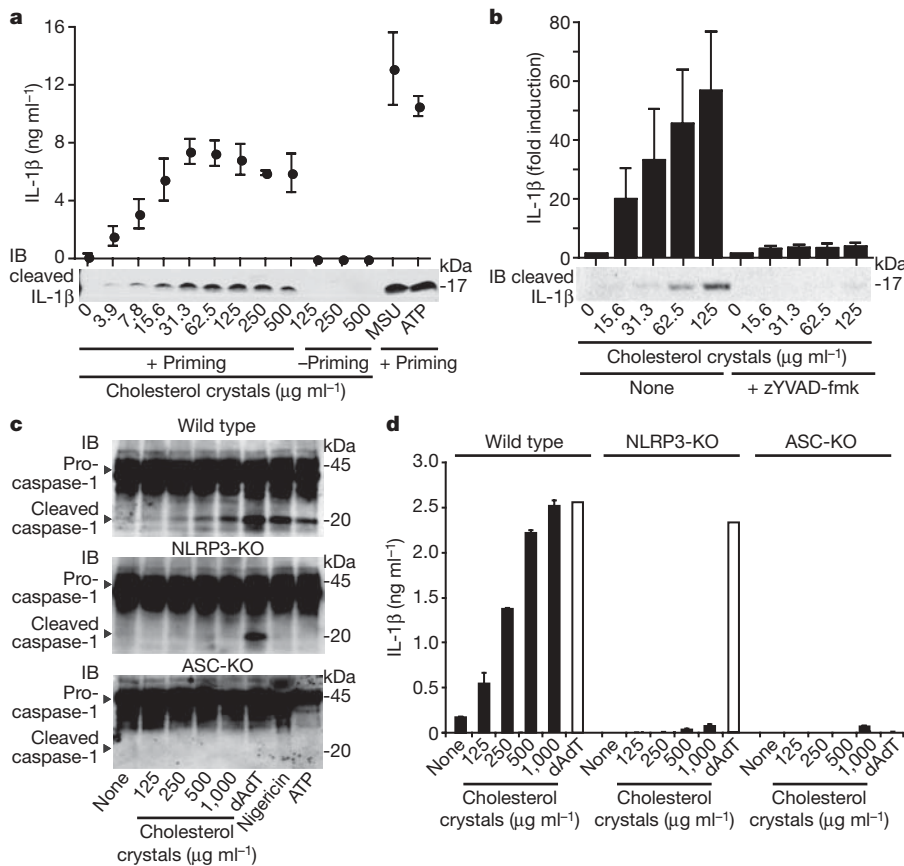 a
16
12
8
4
0
IL-1β (ng ml⁻¹)
IB
cleaved
IL-1β
kDa
-17
0 3.9 7.8 15.6 31.3 62.5 125 250 500 125 250 500 MSU ATP
+ Priming –Priming + Priming
Cholesterol crystals (μg ml⁻¹)
b
80
60
40
20
0
IL-1β (fold induction)
IB cleaved
IL-1β
kDa
-17
0 15.6 31.3 62.5 125 0 15.6 31.3 62.5 125
Cholesterol crystals (μg ml⁻¹)
None + zYVAD-fmk
c
Wild type
IB
Pro-
caspase-1
Cleaved
caspase-1
kDa
-45
-20
NLRP3-KO
IB
Pro-
caspase-1
Cleaved
caspase-1
kDa
-45
-20
ASC-KO
IB
Pro-
caspase-1
Cleaved
caspase-1
kDa
-45
-20
None 125 250 500 1,000 dAdT Nigericin ATP
Cholesterol
crystals (μg ml⁻¹)
d
Wild type NLRP3-KO ASC-KO
3.0
2.5
2.0
1.5
1.0
0.5
0
IL-1β (ng ml⁻¹)
None 125 250 500 1,000 dAdT None 125 250 500 1,000 dAdT None 125 250 500 1,000 dAdT
Cholesterol Cholesterol Cholesterol
crystals (μg ml⁻¹) crystals (μg ml⁻¹) crystals (μg ml⁻¹)